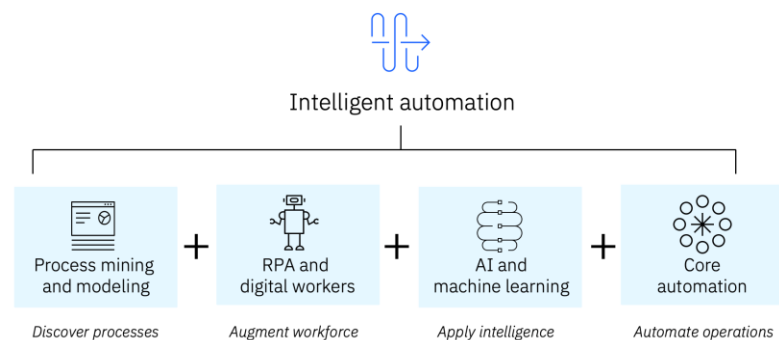 Intelligent automation
Process mining
and modeling
+
RPA and
digital workers
+
AI and
machine learning
+
Core
automation
Discover processes
Augment workforce
Apply intelligence
Automate operations